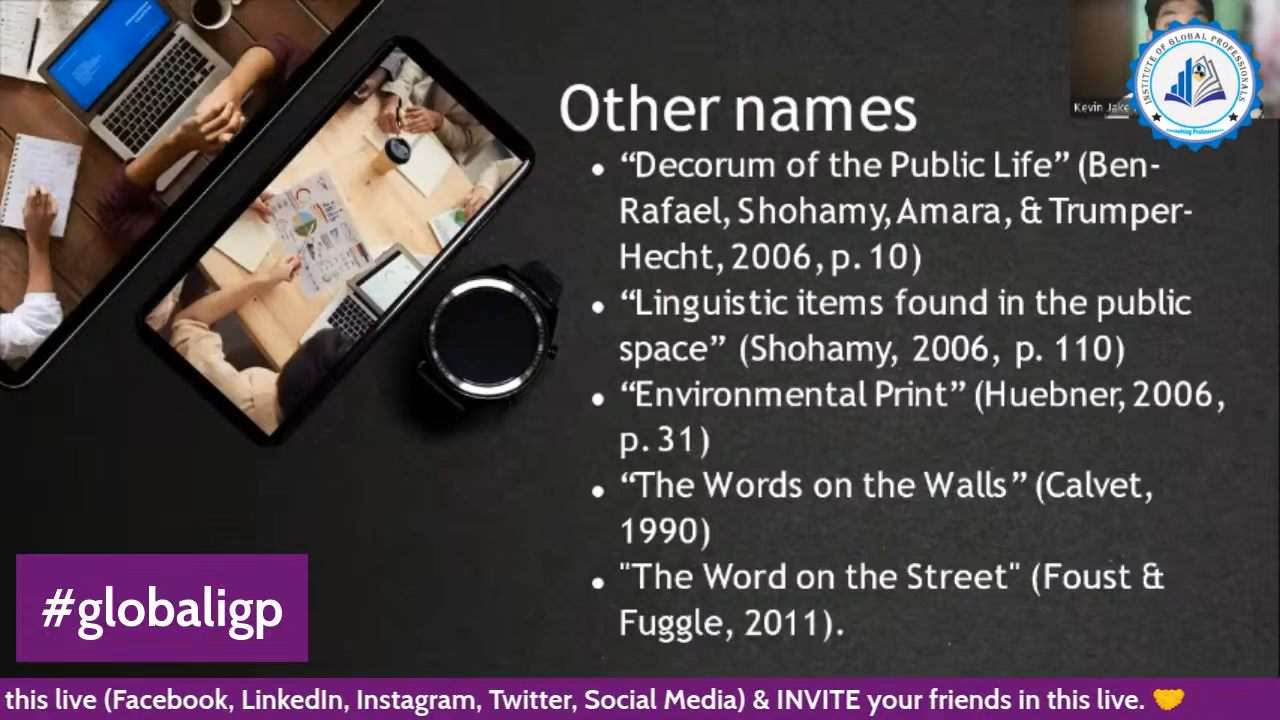 Other names
• “Decorum of the Public Life” (Ben-
Rafael, Shohamy, Amara, & Trumper-
Hecht, 2006, p. 10)
• “Linguistic items found in the public
space” (Shohamy, 2006, p. 110)
• “Environmental Print” (Huebner, 2006,
p. 31)
• “The Words on the Walls” (Calvet,
1990)
• "The Word on the Street" (Foust &
Fuggle, 2011).
Kevin Jake
INSTITUTE OF GLOBAL PROFESSIONALS
#globaligp
this live (Facebook, LinkedIn, Instagram, Twitter, Social Media) & INVITE your friends in this live. 🤝